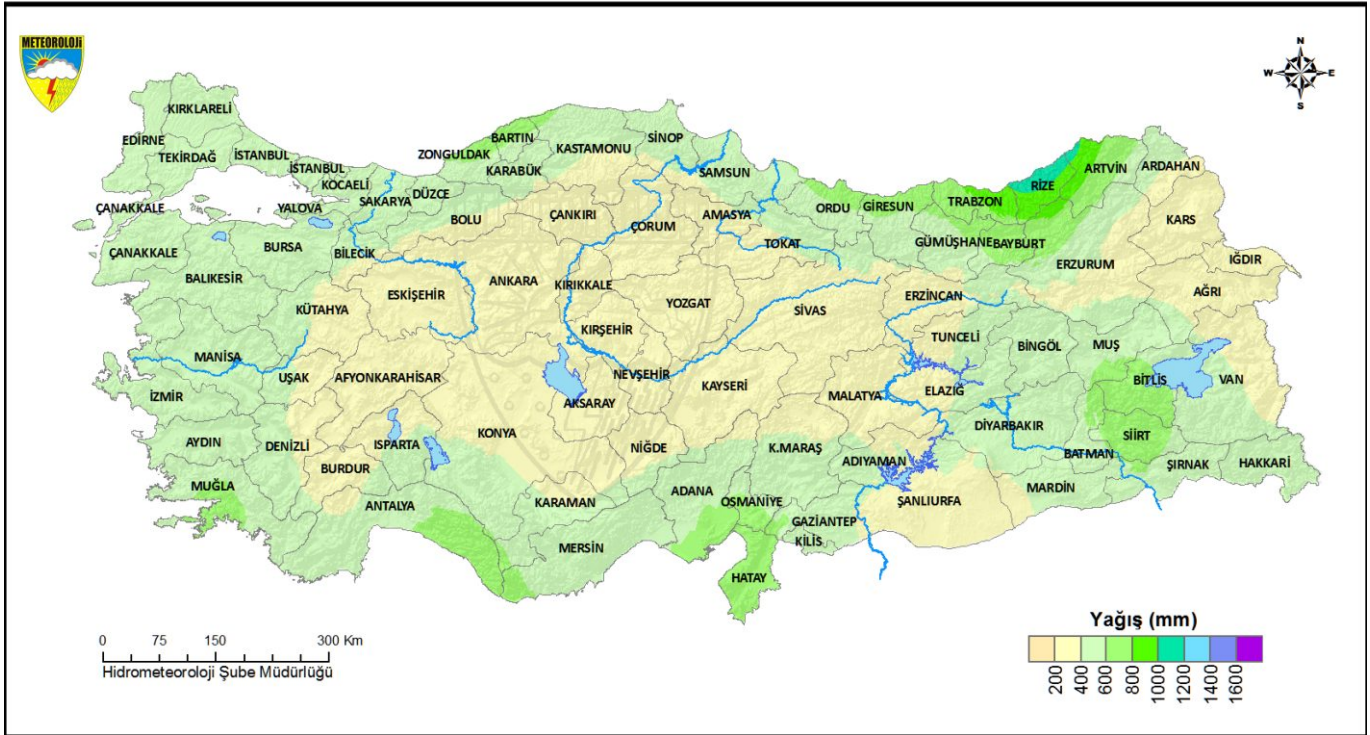 METEOROLOJİ
N
W E
S
KIRKLARELİ
EDİRNE
TEKİRDAĞ
İSTANBUL
İSTANBUL
KOCAELİ
ÇANAKKALE
YALOVA
SAKARYA
DÜZCE
ZONGULDAK
BARTIN
KARABÜK
KASTAMONU
SİNOP
SAMSUN
BOLU
ÇANKIRI
ÇORUM
AMASYA
TOKAT
ORDU
GİRESUN
TRABZON
RİZE
ARTVİN
ARDAHAN
GÜMÜŞHANE
BAYBURT
KARS
ERZURUM
IĞDIR
AĞRI
ÇANAKKALE
BURSA
BİLECİK
BALIKESİR
ESKİŞEHİR
ANKARA
KIRIKKALE
KÜTAHYA
KIRŞEHİR
YOZGAT
SİVAS
ERZİNCAN
TUNCELİ
BİNGÖL
MUŞ
MANİSA
UŞAK
AFYONKARAHİSAR
NEVŞEHİR
KAYSERİ
MALATYA
ELAZIĞ
BİTLİS
VAN
İZMİR
AKSARAY
DİYARBAKIR
SİİRT
AYDIN
DENİZLİ
ISPARTA
KONYA
NİĞDE
K.MARAŞ
ADIYAMAN
BATMAN
ŞIRNAK
HAKKARİ
BURDUR
MUĞLA
ANTALYA
KARAMAN
ADANA
OSMANİYE
GAZİANTEP
ŞANLIURFA
MARDİN
KİLİS
MERSİN
HATAY
0 75 150 300 Km
Hidrometeoroloji Şube Müdürlüğü
Yağış (mm)
200 400 600 800 1000 1200 1400 1600